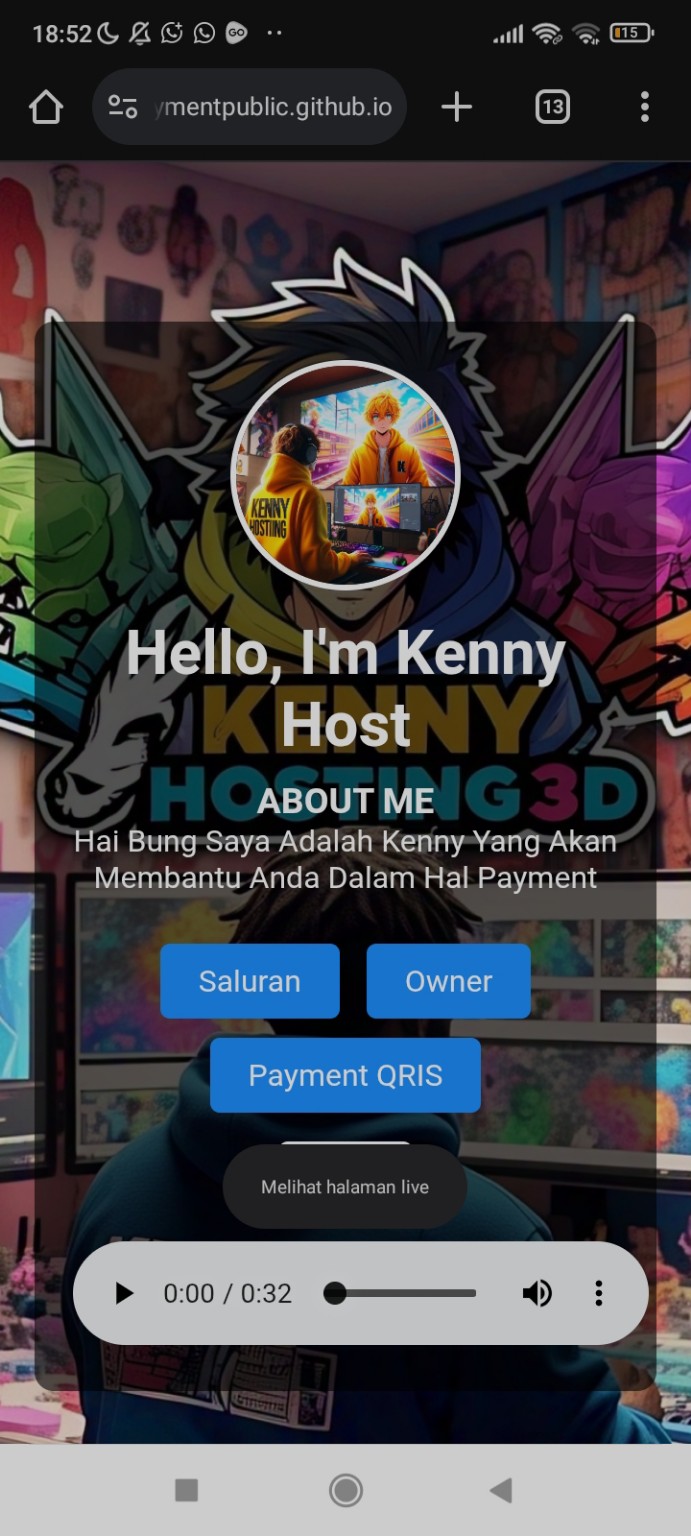 18:52
GO
15
ymentpublic.github.io
13
K
KENNY
HOSTING
Hello, I'm Kenny
Host
KENNY
HOSTING3D
ABOUT ME
Hai Bung Saya Adalah Kenny Yang Akan
Membantu Anda Dalam Hal Payment
Saluran
Owner
Payment QRIS
Melihat halaman live
0:00 / 0:32